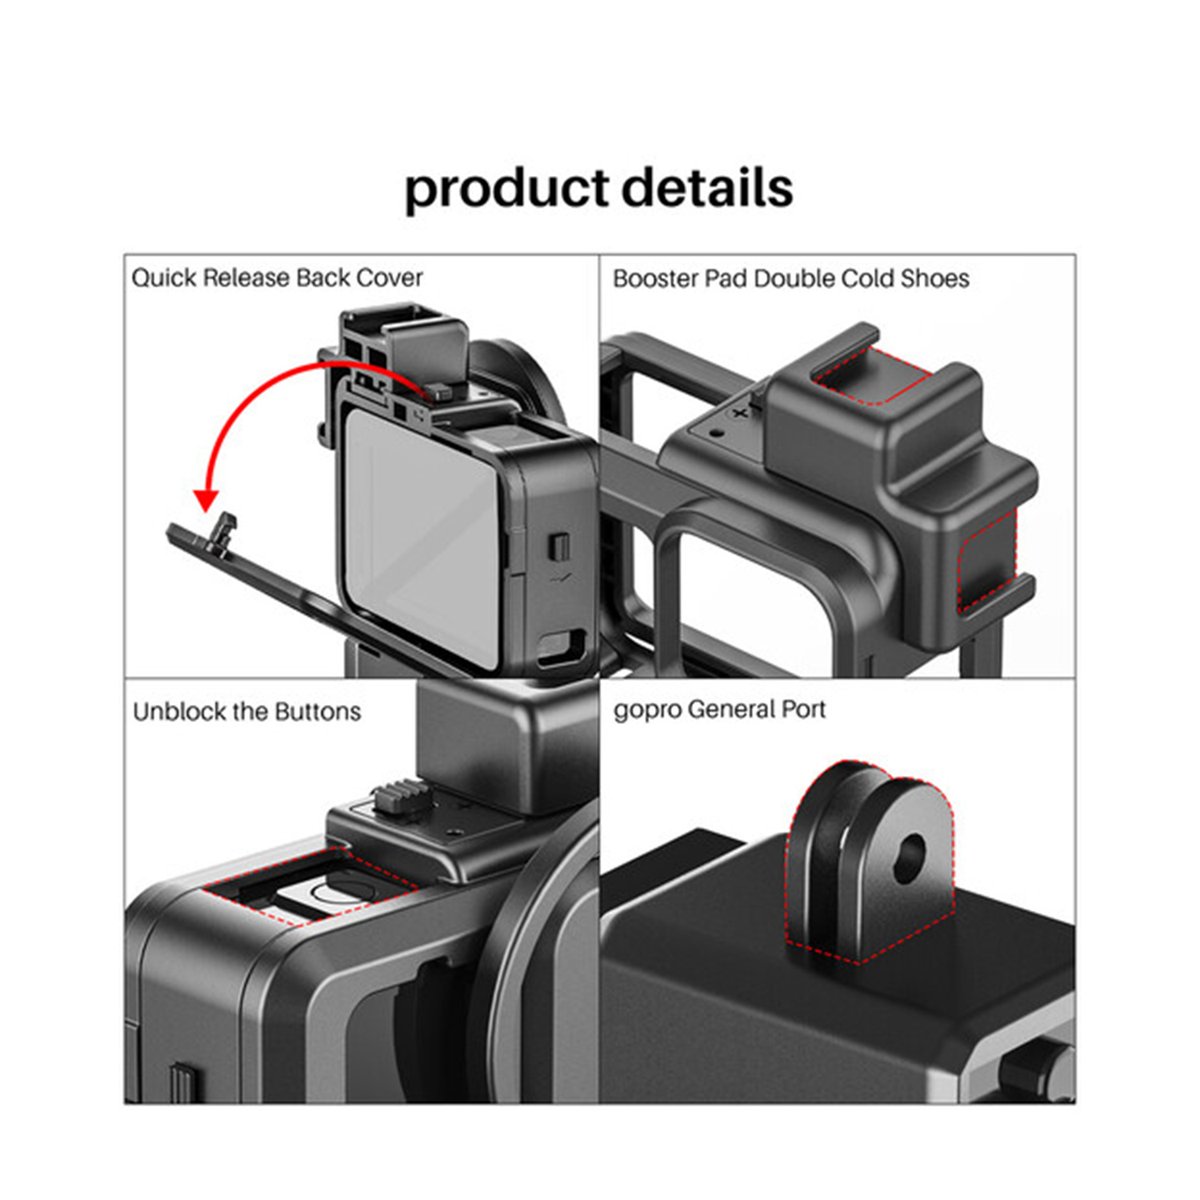 product details
Quick Release Back Cover
Booster Pad Double Cold Shoes
Unblock the Buttons
gopro General Port